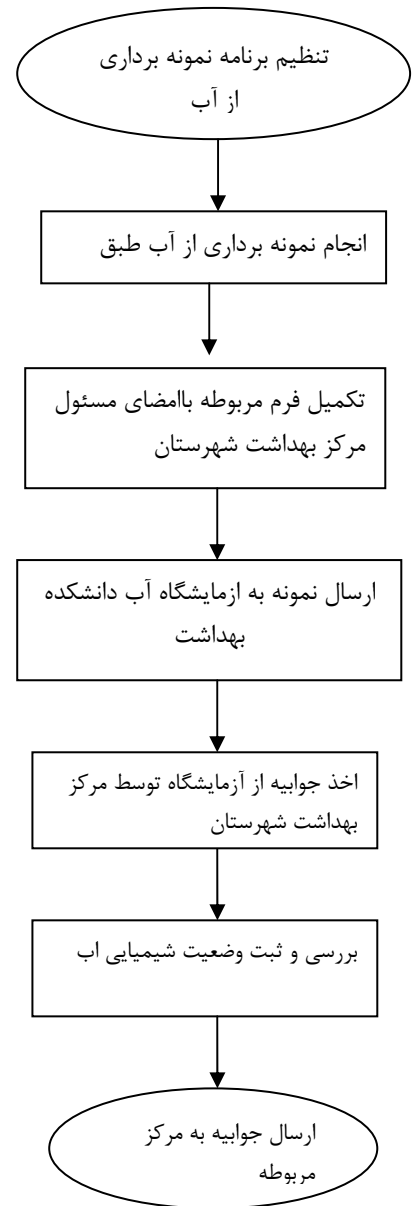 تنظیم برنامه نمونه برداری
از آب
انجام نمونه برداری از آب طبق
تکمیل فرم مربوطه باامضای مسئول
مرکز بهداشت شهرستان
ارسال نمونه به ازمایشگاه آب دانشکده
بهداشت
اخذ جوابیه از آزمایشگاه توسط مرکز
بهداشت شهرستان
بررسی و ثبت وضعیت شیمیایی اب
ارسال جوابیه به مرکز
مربوطه